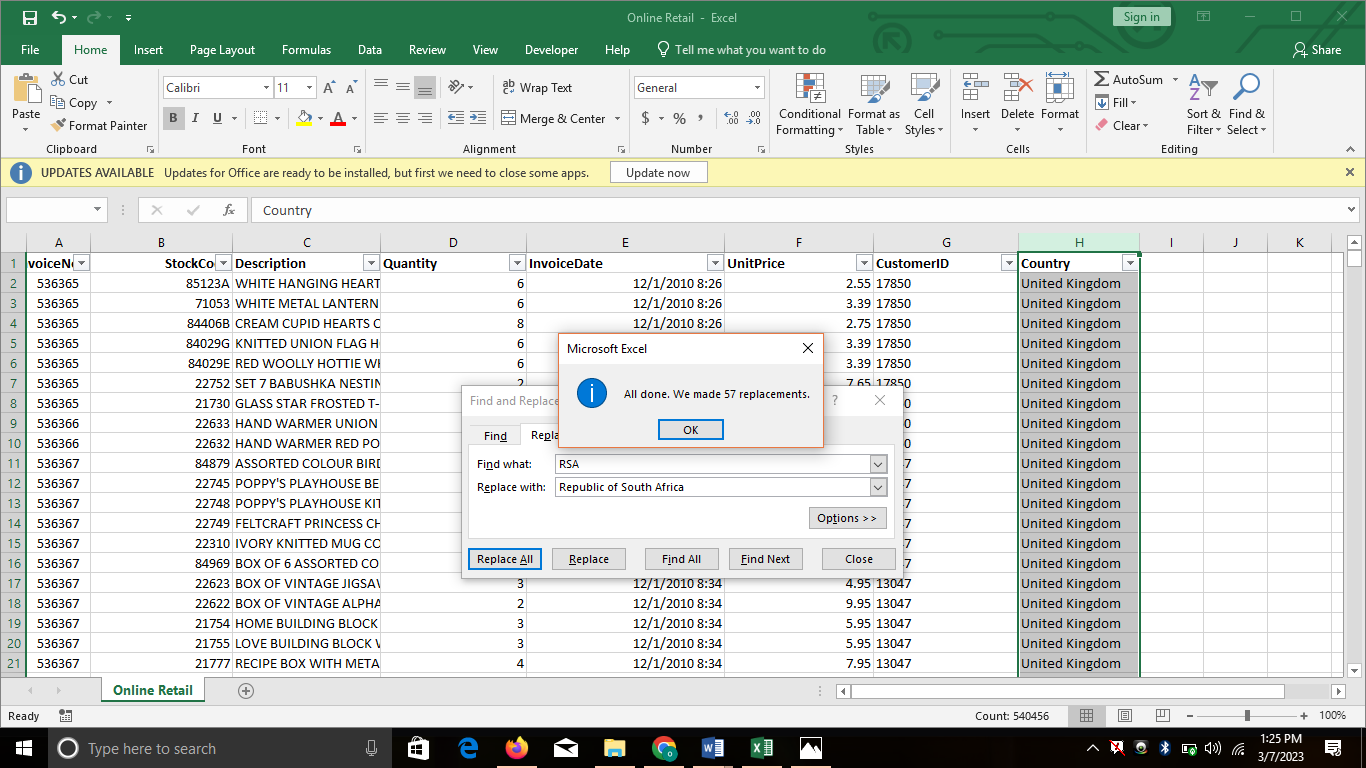 Online Retail - Excel
Sign in
File Home Insert Page Layout Formulas Data Review View Developer Help Tell me what you want to do Share
Paste
Cut
Copy
Format Painter
Clipboard
Calibri 11
B I U
Font
Wrap Text
Merge & Center
Alignment
General
$ % ,
Number
Conditional Formatting
Format as Table
Cell Styles
Styles
Insert Delete Format
Cells
AutoSum
Fill
Clear
Sort & Filter
Find & Select
Editing
UPDATES AVAILABLE Updates for Office are ready to be installed, but first we need to close some apps. Update now
fx Country
A B C D E F G H I J K
1 voiceNo StockCo Description Quantity InvoiceDate UnitPrice CustomerID Country
2 536365 85123A WHITE HANGING HEART 6 12/1/2010 8:26 2.55 17850 United Kingdom
3 536365 71053 WHITE METAL LANTERN 6 12/1/2010 8:26 3.39 17850 United Kingdom
4 536365 84406B CREAM CUPID HEARTS C 8 12/1/2010 8:26 2.75 17850 United Kingdom
5 536365 84029G KNITTED UNION FLAG H 6 3.39 17850 United Kingdom
6 536365 84029E RED WOOLLY HOTTIE WH 6 3.39 17850 United Kingdom
7 536365 22752 SET 7 BABUSHKA NESTIN 2 7.65 17850 United Kingdom
8 536365 21730 GLASS STAR FROSTED T- United Kingdom
9 536366 22633 HAND WARMER UNION United Kingdom
10 536366 22632 HAND WARMER RED PO United Kingdom
11 536367 84879 ASSORTED COLOUR BIRD United Kingdom
12 536367 22745 POPPY'S PLAYHOUSE BE United Kingdom
13 536367 22748 POPPY'S PLAYHOUSE KIT United Kingdom
14 536367 22749 FELTCRAFT PRINCESS CH United Kingdom
15 536367 22310 IVORY KNITTED MUG CO United Kingdom
16 536367 84969 BOX OF 6 ASSORTED CO United Kingdom
17 536367 22623 BOX OF VINTAGE JIGSAW 3 12/1/2010 8:34 4.95 13047 United Kingdom
18 536367 22622 BOX OF VINTAGE ALPHA 2 12/1/2010 8:34 9.95 13047 United Kingdom
19 536367 21754 HOME BUILDING BLOCK 3 12/1/2010 8:34 5.95 13047 United Kingdom
20 536367 21755 LOVE BUILDING BLOCK W 3 12/1/2010 8:34 5.95 13047 United Kingdom
21 536367 21777 RECIPE BOX WITH META 4 12/1/2010 8:34 7.95 13047 United Kingdom
Microsoft Excel
All done. We made 57 replacements.
OK
Find and Replace ?
Find Repla
Find what: RSA
Replace with: Republic of South Africa
Options >>
Replace All Replace Find All Find Next Close
Online Retail
Ready Count: 540456 100%
Type here to search
1:25 PM
3/7/2023